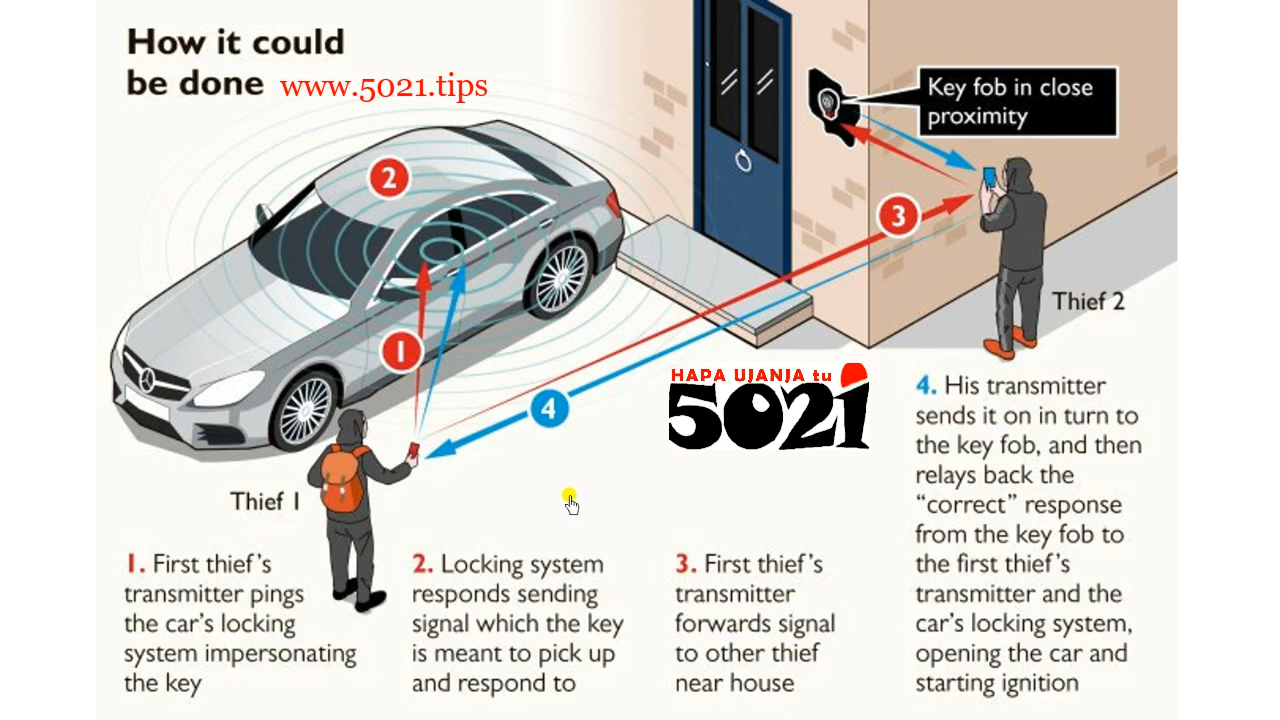 How it could
be done www.5021.tips
2
Key fob in close
proximity
3
Thief 2
1
4
HAPA UJANJA tu
5021
Thief 1
1. First thief's
transmitter pings
the car's locking
system impersonating
the key
2. Locking system
responds sending
signal which the key
is meant to pick up
and respond to
3. First thief's
transmitter
forwards signal
to other thief
near house
4. His transmitter
sends it on in turn to
the key fob, and then
relays back the
“correct” response
from the key fob to
the first thief's
transmitter and the
car's locking system,
opening the car and
starting ignition